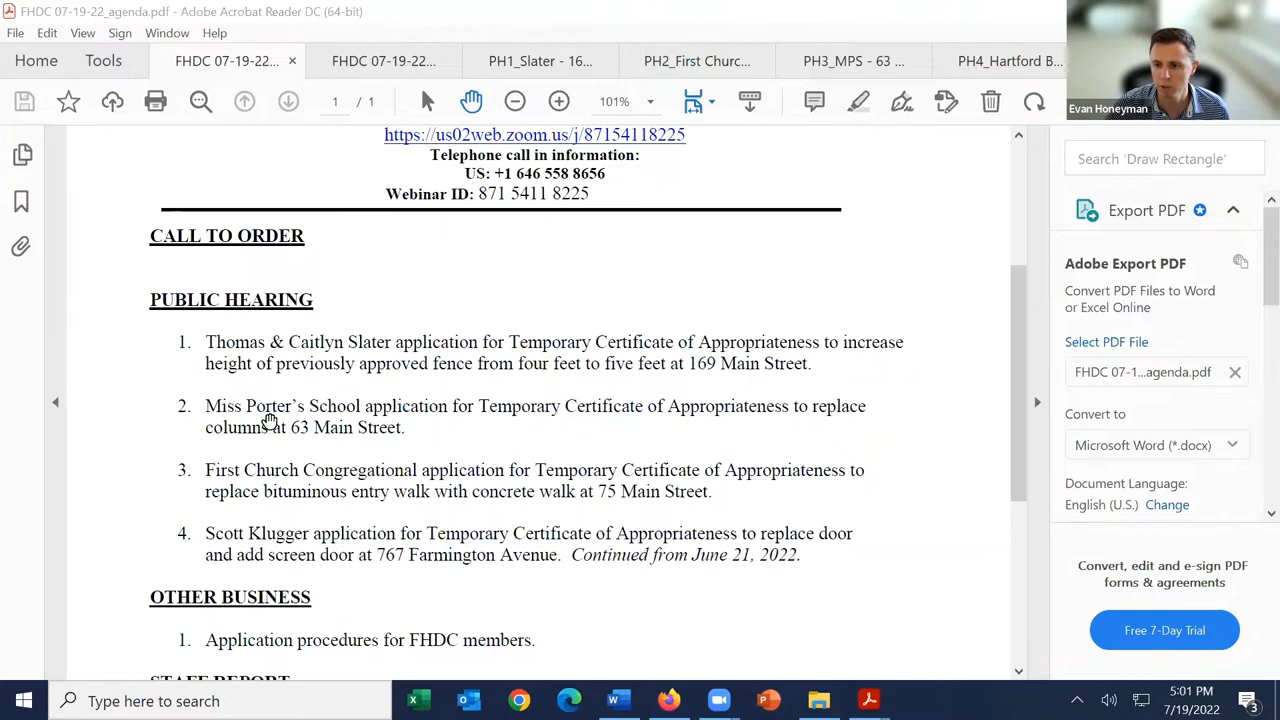 FHDC 07-19-22_agenda.pdf - Adobe Acrobat Reader DC (64-bit)
File Edit View Sign Window Help
Home Tools FHDC 07-19-22... × FHDC 07-19-22... PH1_Slater - 16... PH2_First Churc... PH3_MPS - 63 ... PH4_Hartford B...
1 / 1 101%
Evan Honeyman
https://us02web.zoom.us/j/87154118225
Telephone call in information:
US: +1 646 558 8656
Webinar ID: 871 5411 8225
CALL TO ORDER
PUBLIC HEARING
1. Thomas & Caitlyn Slater application for Temporary Certificate of Appropriateness to increase
height of previously approved fence from four feet to five feet at 169 Main Street.
2. Miss Porter's School application for Temporary Certificate of Appropriateness to replace
columns at 63 Main Street.
3. First Church Congregational application for Temporary Certificate of Appropriateness to
replace bituminous entry walk with concrete walk at 75 Main Street.
4. Scott Klugger application for Temporary Certificate of Appropriateness to replace door
and add screen door at 767 Farmington Avenue. Continued from June 21, 2022.
OTHER BUSINESS
1. Application procedures for FHDC members.
STAFF REPORT
Search 'Draw Rectangle'
Export PDF
Adobe Export PDF
Convert PDF Files to Word
or Excel Online
Select PDF File
FHDC 07-1...agenda.pdf ×
Convert to
Microsoft Word (*.docx)
Document Language:
English (U.S.) Change
Convert, edit and e-sign PDF
forms & agreements
Free 7-Day Trial
Type here to search
5:01 PM
7/19/2022
3